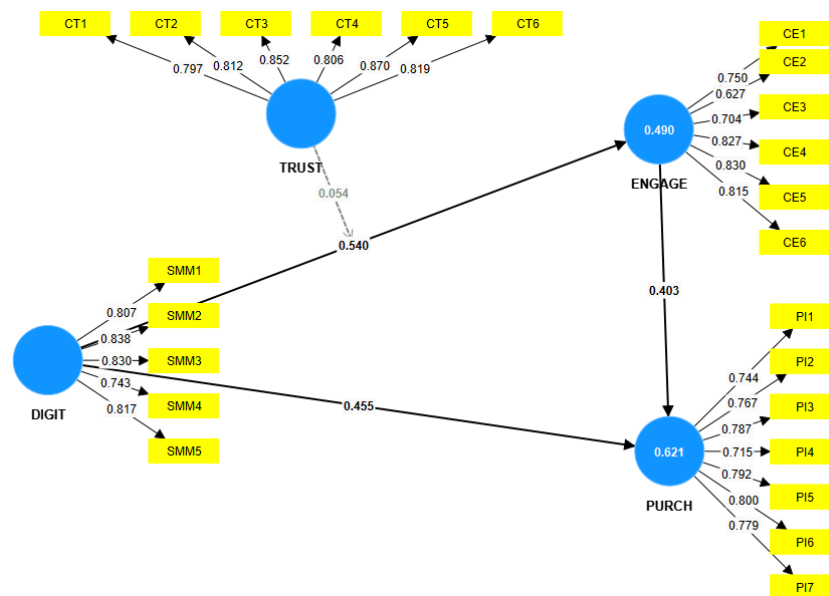 CT1 CT2 CT3 CT4 CT5 CT6
0.797 0.812 0.852 0.806 0.870 0.819
TRUST
0.054
CE1
CE2
CE3
CE4
CE5
CE6
0.750
0.627
0.704
0.827
0.830
0.815
0.490
ENGAGE
0.540
0.403
SMM1
SMM2
SMM3
SMM4
SMM5
0.807
0.838
0.830
0.743
0.817
DIGIT
0.455
PI1
PI2
PI3
PI4
PI5
PI6
PI7
0.744
0.767
0.787
0.715
0.792
0.800
0.779
0.621
PURCH